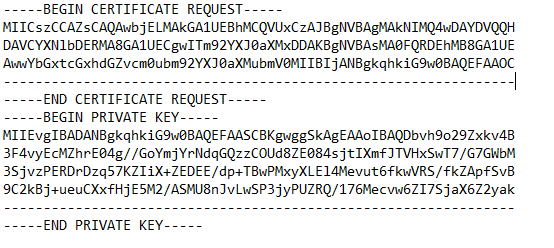 -----BEGIN CERTIFICATE REQUEST-----
MIICszCCAZsCAQAwbjELMAkGA1UEBhMCQVUxCzAJBgNVBAgMAkNIMQ4wDAYDVQQH
DAVCYXNlbDERMA8GA1UECgwITm92YXJ0aXMxDDAKBgNVBAsMA0FQRDEhMB8GA1UE
AwwYbGxtcGxhdGZvcm0ubm92YXJ0aXMubmV0MIIBIjANBgkqhkiG9w0BAQEFAAOC
----------------------------------------------------------------
-----END CERTIFICATE REQUEST-----
-----BEGIN PRIVATE KEY-----
MIIEvgIBADANBgkqhkiG9w0BAQEFAASCBKgwggSkAgEAAoIBAQDbvh9o29Zxkv4B
3F4vyEcMZhrE04g//GoYmjYrNdqGQzzCOUd8ZE084sjtIXmfJTVHxSwT7/G7GWbM
3SjvzPERDrDzq57KZIiX+ZEDEE/dp+TBwPMxyXLEl4Mevut6fkwVRS/fkZApfSvB
9C2kBj+ueuCXxfHjE5M2/ASMU8nJvLwSP3jyPUZRQ/176Mecvw6ZI7SjaX6Z2yak
----------------------------------------------------------------
-----END PRIVATE KEY-----